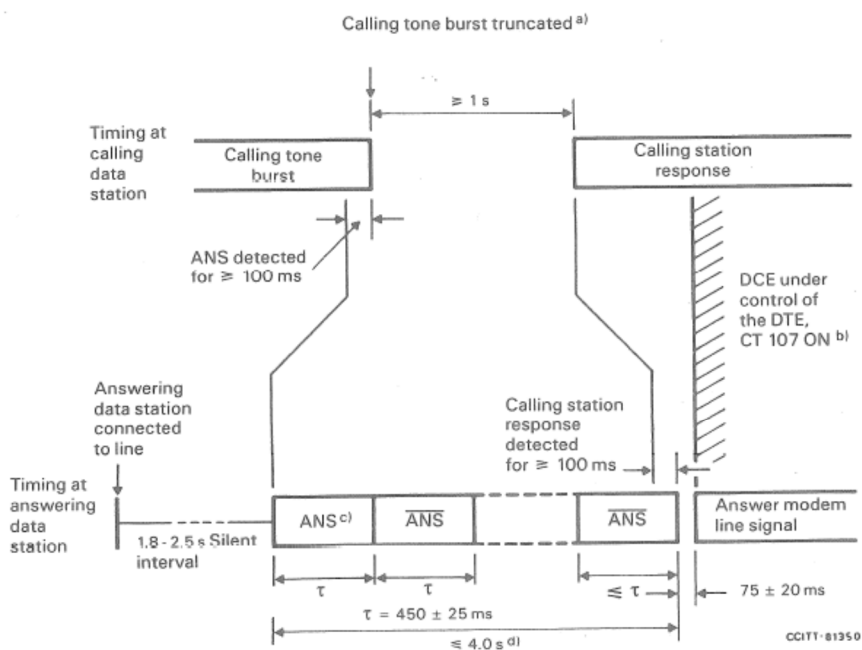 Calling tone burst truncated a)
≥ 1 s
Timing at
calling
data
station
Calling tone
burst
Calling station
response
ANS detected
for ≥ 100 ms
DCE under
control of
the DTE,
CT 107 ON b)
Answering
data station
connected
to line
Calling station
response
detected
for ≥ 100 ms
Timing at
answering
data
station
1.8 - 2.5 s Silent
interval
ANS c)
A̅N̅S̅
A̅N̅S̅
Answer modem
line signal
τ
τ
≤ τ
75 ± 20 ms
τ = 450 ± 25 ms
≤ 4.0 s d)
CCITT-81350